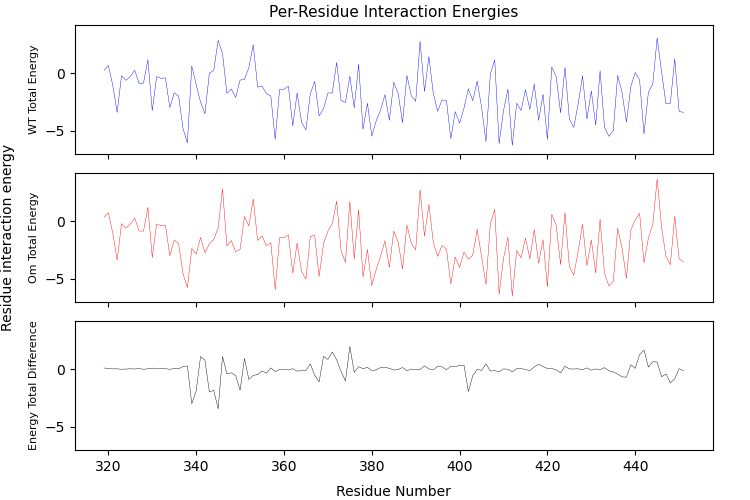 Per-Residue Interaction Energies
Residue interaction energy
WT Total Energy
0
−5
Om Total Energy
0
−5
Energy Total Difference
0
−5
320 340 360 380 400 420 440
Residue Number